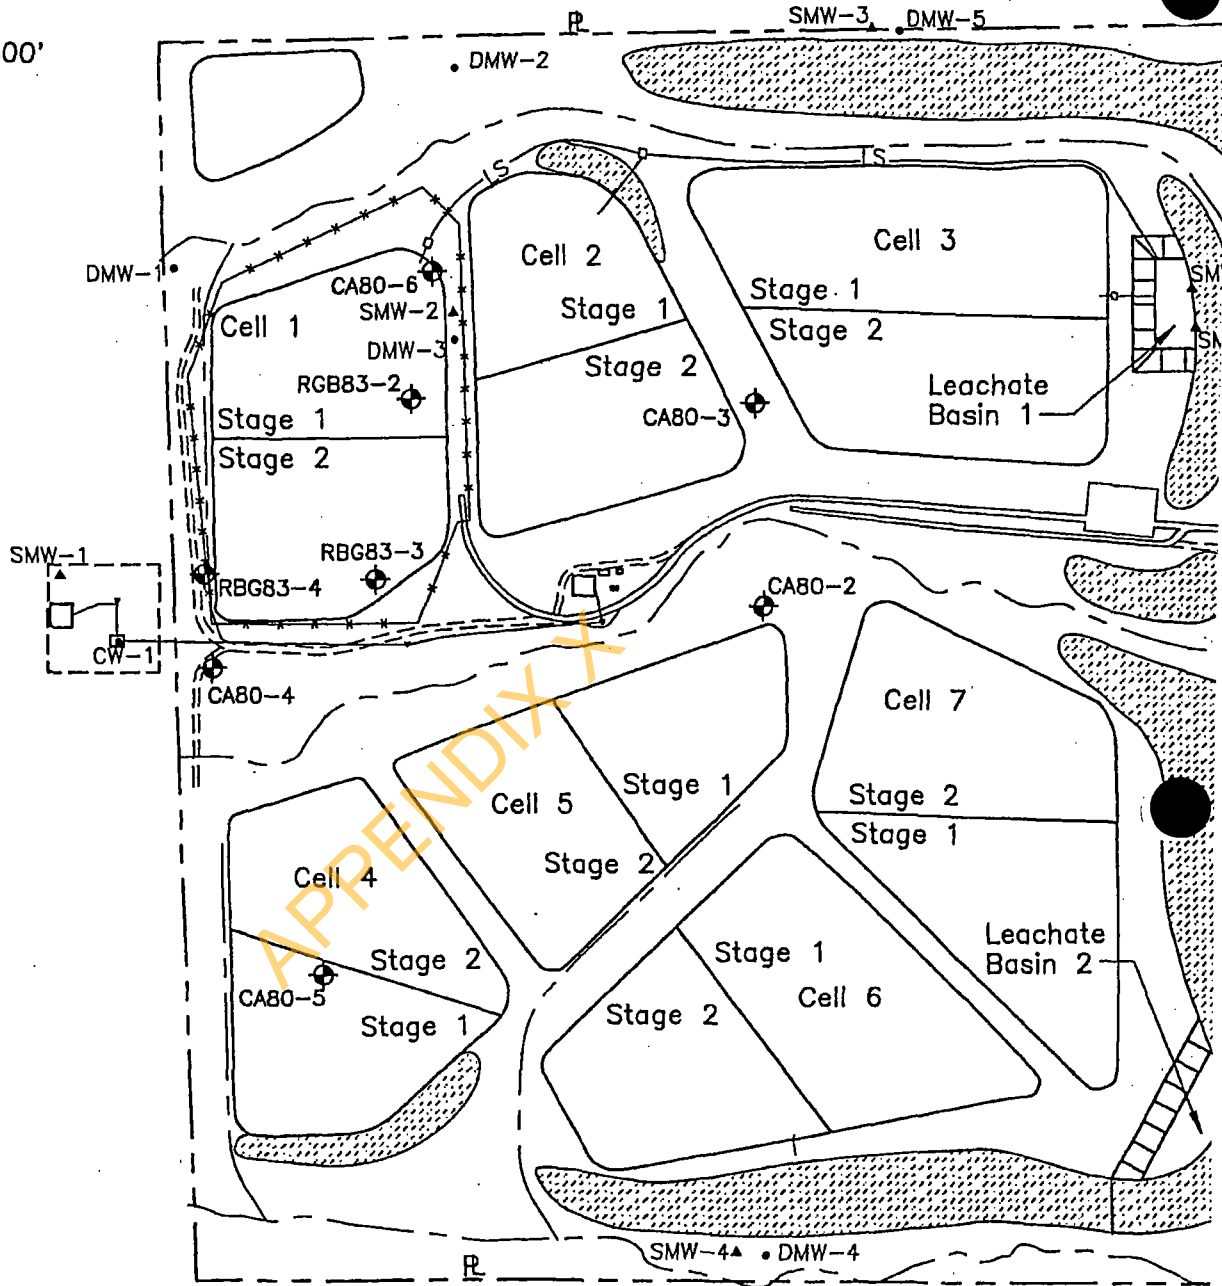 SMW-3
DMW-5
PL
00'
DMW-2
LS
LS
Cell 2
Cell 3
DMW-1
CA80-6
Stage 1
SMW-2
Stage 1
Cell 1
Stage 2
DMW-3
Stage 2
RGB83-2
Leachate
Basin 1
CA80-3
Stage 1
Stage 2
SMW-1
RBG83-3
RBG83-4
CA80-2
CW-1
CA80-4
Cell 7
Stage 1
Cell 5
Stage 2
Stage 1
Stage 2
Cell 4
APPENDIX X
Leachate
Basin 2
Stage 1
Stage 2
CA80-5
Cell 6
Stage 2
Stage 1
SMW-4
DMW-4
PL